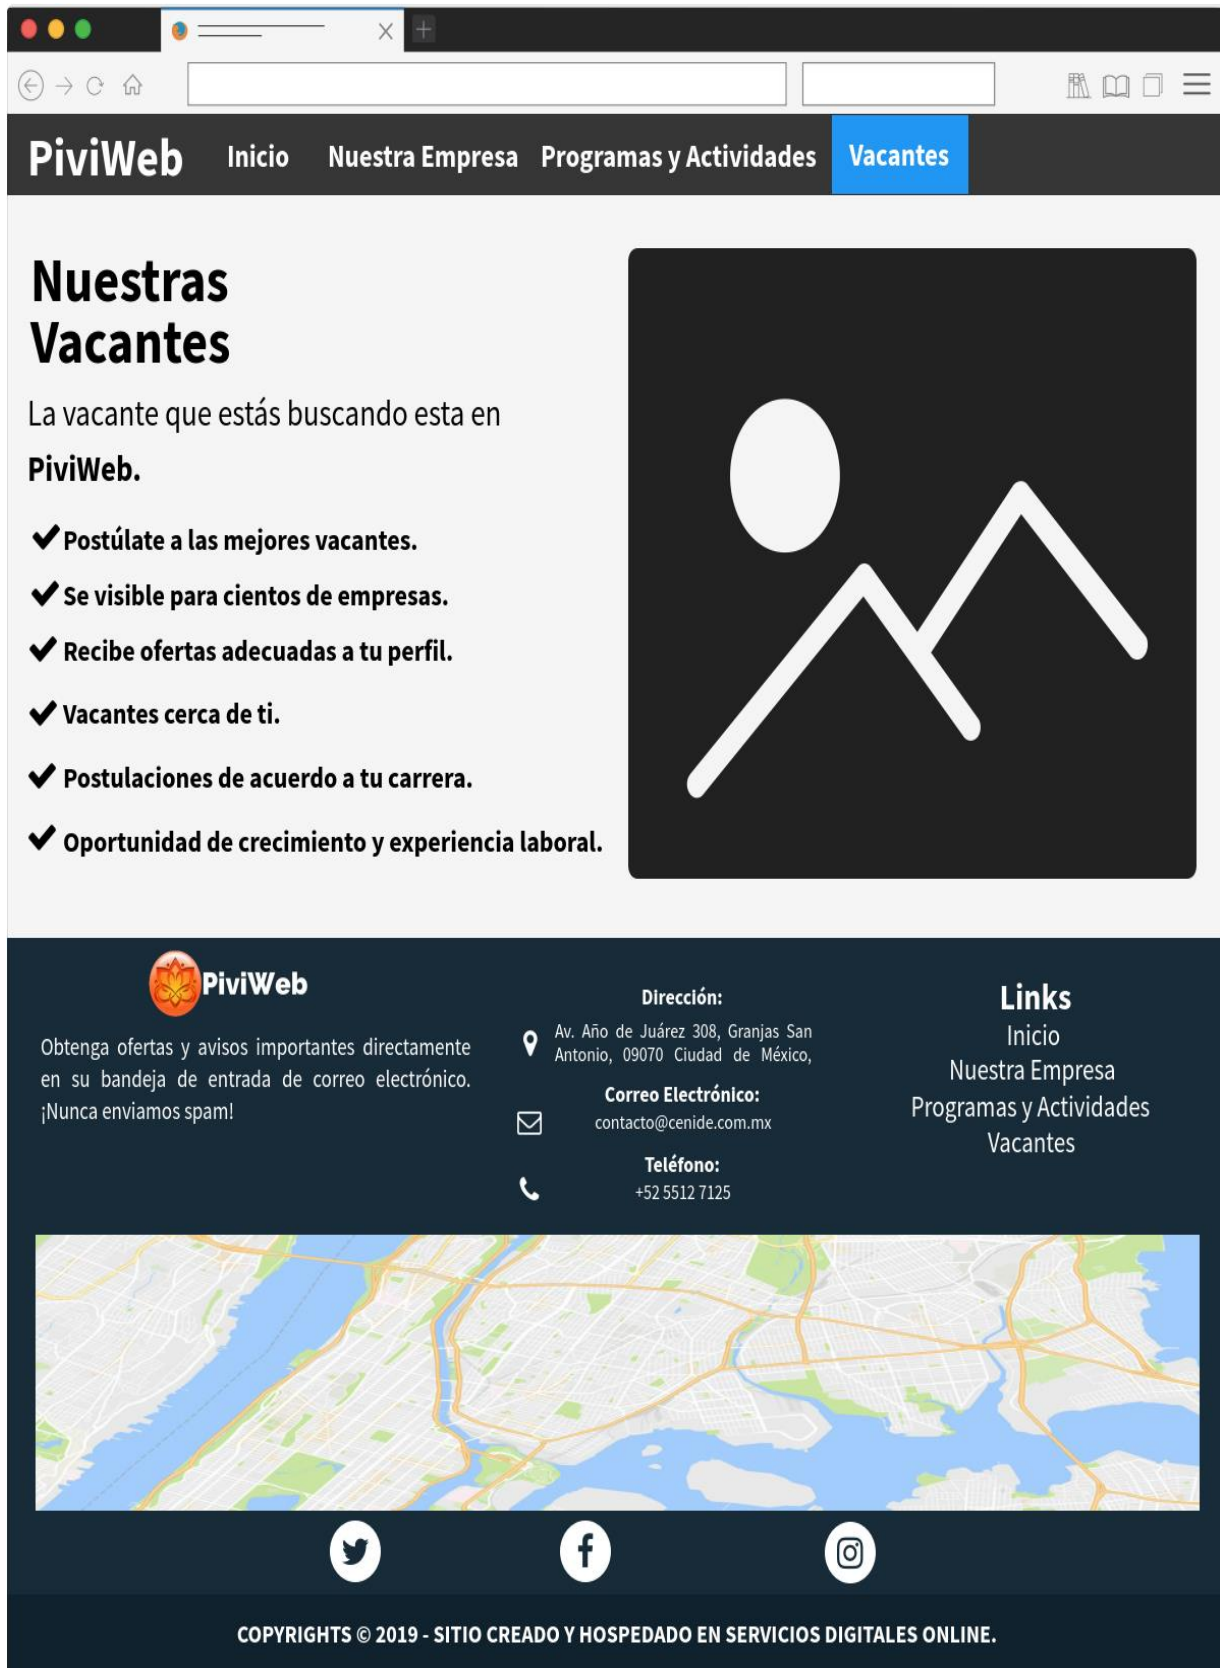 PiviWeb Inicio Nuestra Empresa Programas y Actividades Vacantes
Nuestras
Vacantes
La vacante que estás buscando esta en
PiviWeb.
Postúlate a las mejores vacantes.
Se visible para cientos de empresas.
Recibe ofertas adecuadas a tu perfil.
Vacantes cerca de ti.
Postulaciones de acuerdo a tu carrera.
Oportunidad de crecimiento y experiencia laboral.
PiviWeb
Obtenga ofertas y avisos importantes directamente
en su bandeja de entrada de correo electrónico.
¡Nunca enviamos spam!
Dirección:
Av. Año de Juárez 308, Granjas San
Antonio, 09070 Ciudad de México,
Correo Electrónico:
contacto@cenide.com.mx
Teléfono:
+52 5512 7125
Links
Inicio
Nuestra Empresa
Programas y Actividades
Vacantes
COPYRIGHTS © 2019 - SITIO CREADO Y HOSPEDADO EN SERVICIOS DIGITALES ONLINE.